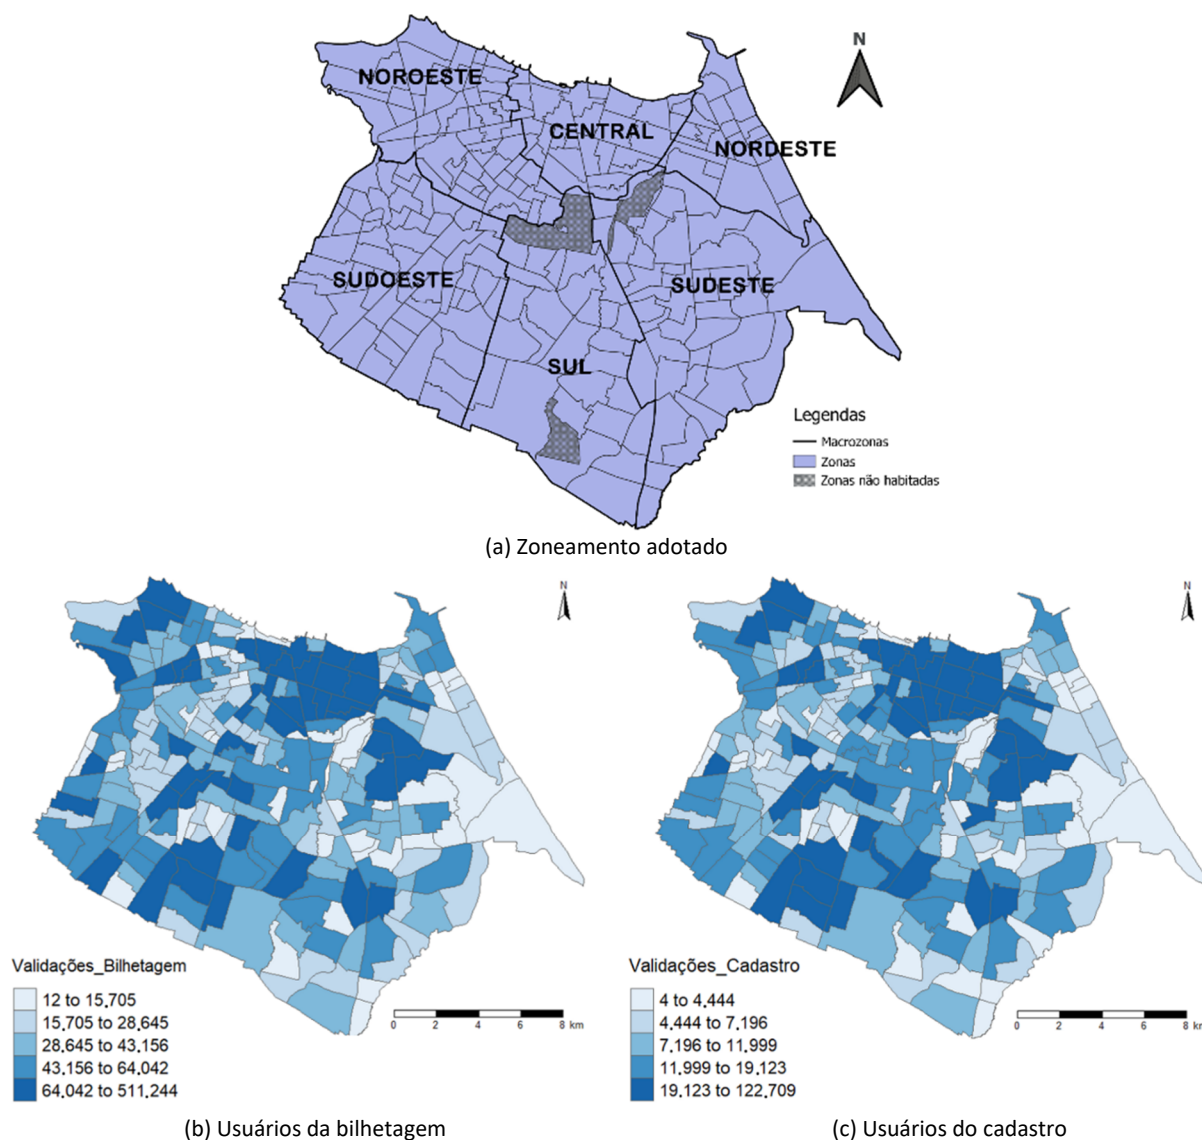 N
NOROESTE
CENTRAL
NORDESTE
SUDOESTE
SUDESTE
SUL
Legendas
Macrozonas
Zonas
Zonas não habitadas
(a) Zoneamento adotado
N
Validações_Bilhetagem
12 to 15,705
15,705 to 28,645
28,645 to 43,156
43,156 to 64,042
64,042 to 511,244
0 2 4 6 8 km
(b) Usuários da bilhetagem
N
Validações_Cadastro
4 to 4,444
4,444 to 7,196
7,196 to 11,999
11,999 to 19,123
19,123 to 122,709
0 2 4 6 8 km
(c) Usuários do cadastro